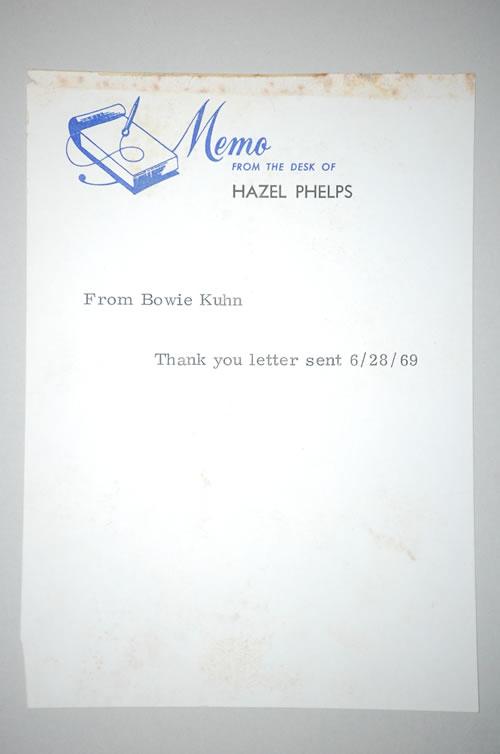 Memo
FROM THE DESK OF
HAZEL PHELPS
From Bowie Kuhn
Thank you letter sent 6/28/69